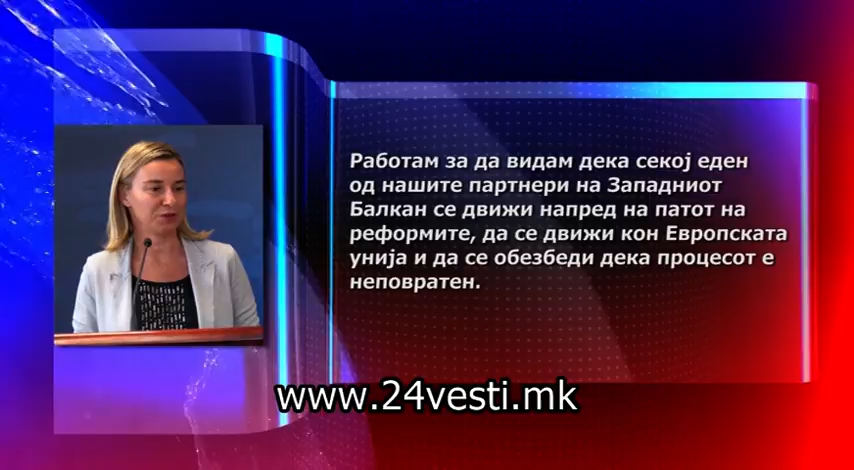 Работам за да видам дека секој еден
од нашите партнери на Западниот
Балкан се движи напред на патот на
реформите, да се движи кон Европската
унија и да се обезбеди дека процесот е
неповратен.
www.24vesti.mk